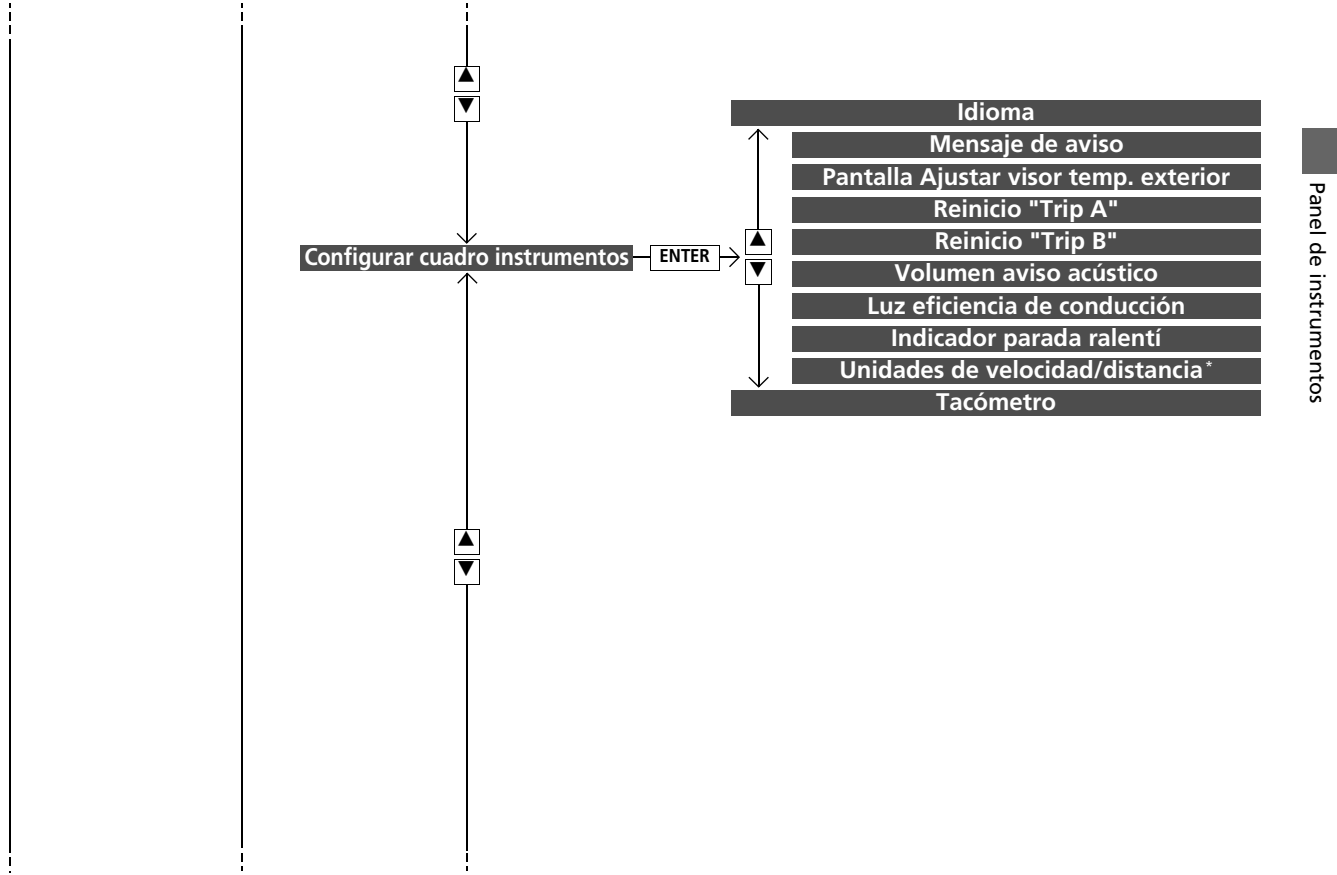 Idioma
Mensaje de aviso
Pantalla Ajustar visor temp. exterior
Reinicio "Trip A"
Reinicio "Trip B"
Configurar cuadro instrumentos
ENTER
Volumen aviso acústico
Luz eficiencia de conducción
Indicador parada ralentí
Unidades de velocidad/distancia*
Tacómetro
Panel de instrumentos